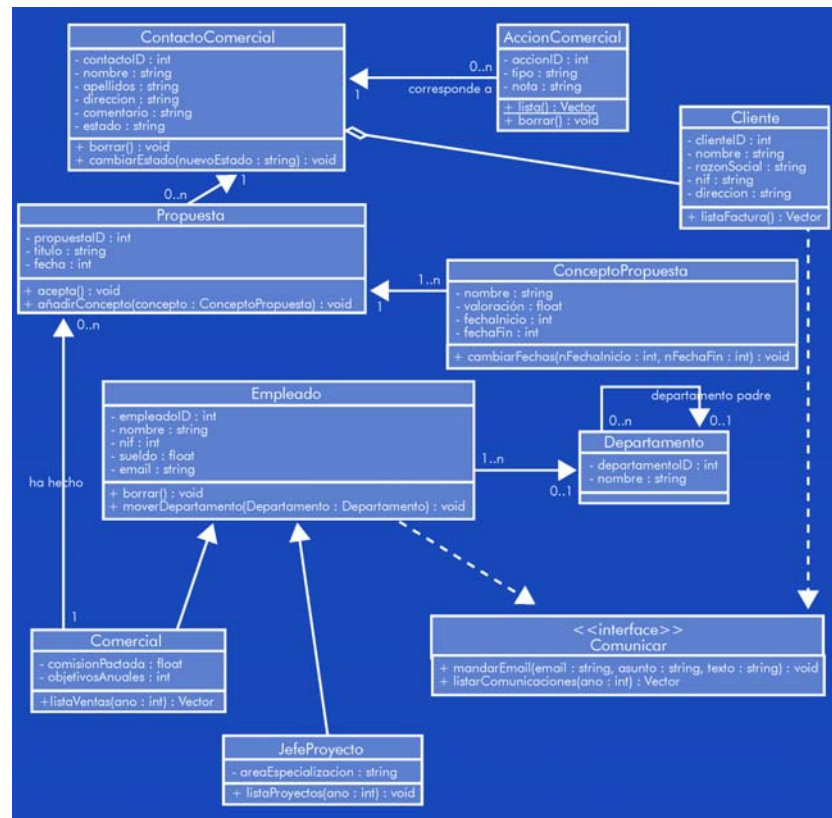 ContactoComercial
- contactoID : int
- nombre : string
- apellidos : string
- direccion : string
- comentario : string
- estado : string
+ borrar() : void
+ cambiarEstado(nuevoEstado : string) : void
AccionComercial
- accionID : int
- tipo : string
- nota : string
+ lista() : Vector
+ borrar() : void
0..n
1
corresponde a
Cliente
- clienteID : int
- nombre : string
- razonSocial : string
- nif : string
- direccion : string
+ listaFactura() : Vector
1
0..n
Propuesta
- propuestaID : int
- titulo : string
- fecha : int
+ acepta() : void
+ añadirConcepto(concepto : ConceptoPropuesta) : void
1..n
1
ConceptoPropuesta
- nombre : string
- valoración : float
- fechaInicio : int
- fechaFin : int
+ cambiarFechas(nFechaInicio : int, nFechaFin : int) : void
0..n
Empleado
- empleadoID : int
- nombre : string
- nif : int
- sueldo : float
- email : string
+ borrar() : void
+ moverDepartamento(Departamento : Departamento) : void
departamento padre
0..n
0..1
Departamento
- departamentoID : int
- nombre : string
1..n
0..1
ha hecho
1
Comercial
- comisionPactada : float
- objetivosAnuales : int
+listaVentas(ano : int) : Vector
<<interface>>
Comunicar
+ mandarEmail(email : string, asunto : string, texto : string) : void
+ listarComunicaciones(ano : int) : Vector
JefeProyecto
- areaEspecializacion : string
+ listaProyectos(ano : int) : void